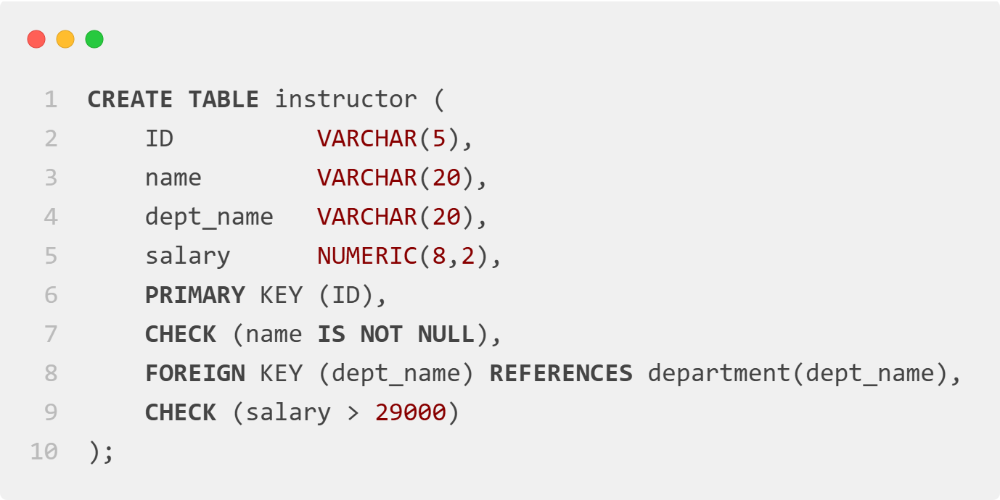 1 CREATE TABLE instructor (
2     ID          VARCHAR(5),
3     name        VARCHAR(20),
4     dept_name   VARCHAR(20),
5     salary      NUMERIC(8,2),
6     PRIMARY KEY (ID),
7     CHECK (name IS NOT NULL),
8     FOREIGN KEY (dept_name) REFERENCES department(dept_name),
9     CHECK (salary > 29000)
10 );